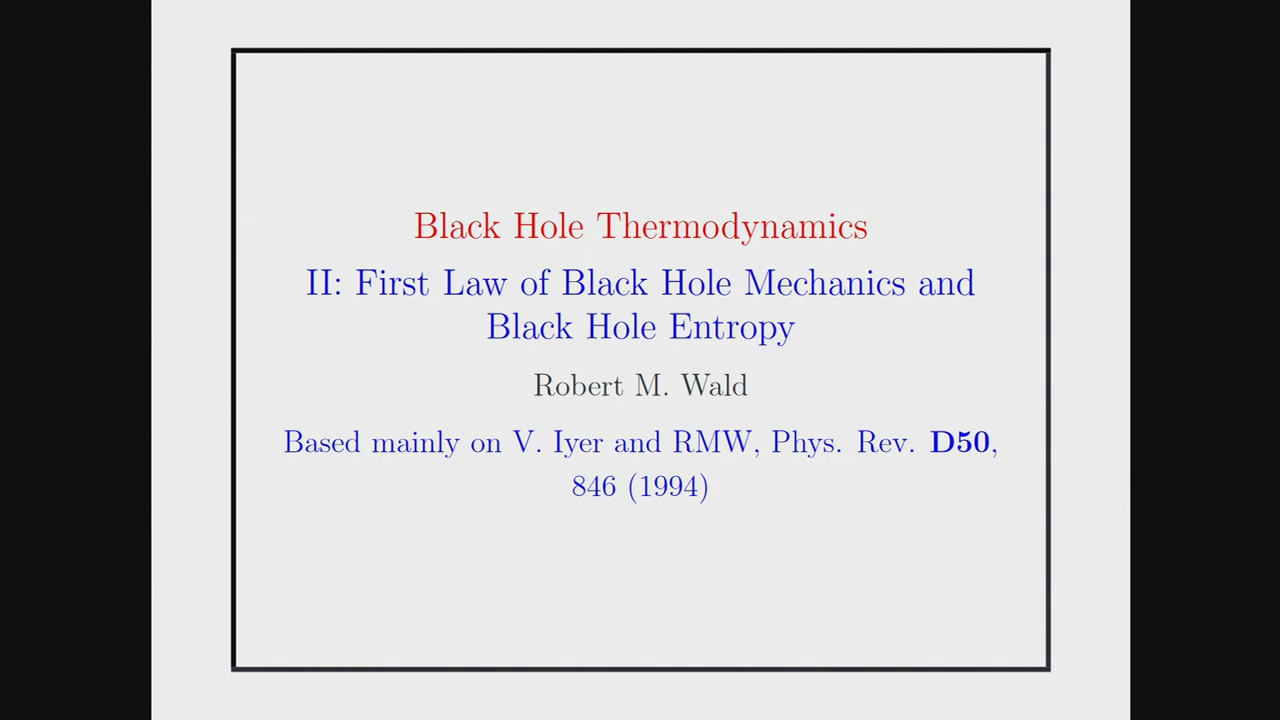 Black Hole Thermodynamics
II: First Law of Black Hole Mechanics and
Black Hole Entropy
Robert M. Wald
Based mainly on V. Iyer and RMW, Phys. Rev. D50,
846 (1994)